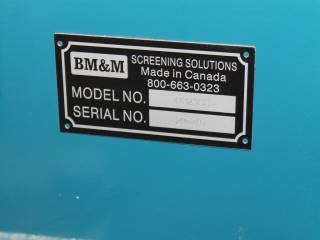 BM&M
SCREENING SOLUTIONS
Made in Canada
800-663-0323
MODEL NO.
SERIAL NO.